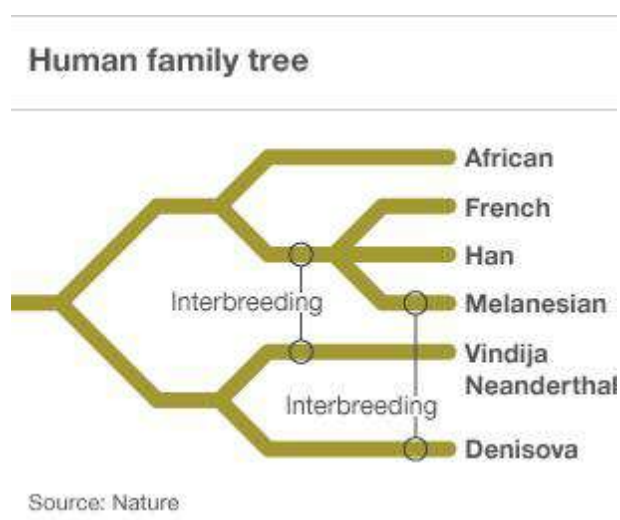 Human family tree
African
French
Han
Interbreeding
Melanesian
Vindija
Neanderthal
Interbreeding
Denisova
Source: Nature